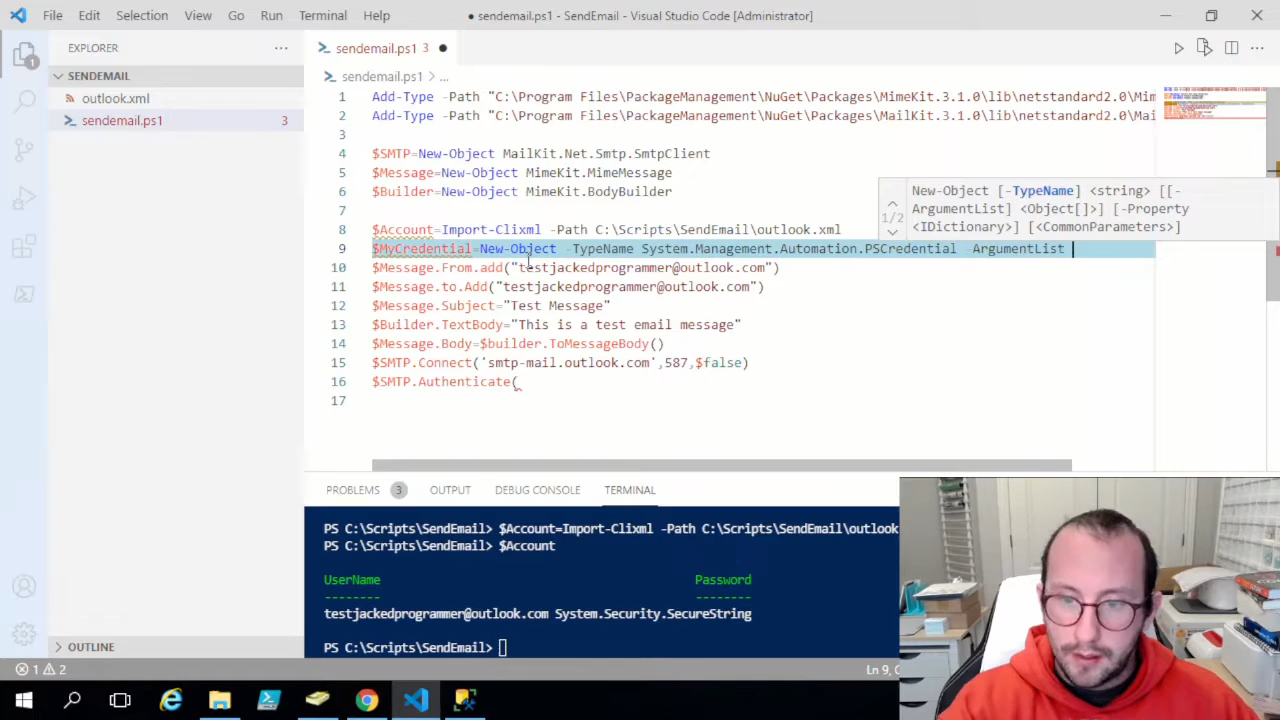 File Edit Selection View Go Run Terminal Help
● sendemail.ps1 - SendEmail - Visual Studio Code [Administrator]
EXPLORER
sendemail.ps1 3
SENDEMAIL
outlook.xml
sendemail.ps1 3
1
sendemail.ps1 > ...
1 Add-Type -Path "C:\Program Files\PackageManagement\NuGet\Packages\MimeKit.3.1.0\lib\netstandard2.0\Mim
2 Add-Type -Path "C:\Program Files\PackageManagement\NuGet\Packages\MailKit.3.1.0\lib\netstandard2.0\Mai
3
4 $SMTP=New-Object MailKit.Net.Smtp.SmtpClient
5 $Message=New-Object MimeKit.MimeMessage
6 $Builder=New-Object MimeKit.BodyBuilder
7
8 $Account=Import-Clixml -Path C:\Scripts\SendEmail\outlook.xml
9 $MyCredential=New-Object -TypeName System.Management.Automation.PSCredential -ArgumentList
10 $Message.From.add("testjackedprogrammer@outlook.com")
11 $Message.to.Add("testjackedprogrammer@outlook.com")
12 $Message.Subject="Test Message"
13 $Builder.TextBody="This is a test email message"
14 $Message.Body=$builder.ToMessageBody()
15 $SMTP.Connect('smtp-mail.outlook.com',587,$false)
16 $SMTP.Authenticate(
17
1/2
New-Object [-TypeName] <string> [[-
ArgumentList] <Object[]>] [-Property
<IDictionary>] [<CommonParameters>]
PROBLEMS 3 OUTPUT DEBUG CONSOLE TERMINAL
PS C:\Scripts\SendEmail> $Account=Import-Clixml -Path C:\Scripts\SendEmail\outlook
PS C:\Scripts\SendEmail> $Account
UserName Password
-------- --------
testjackedprogrammer@outlook.com System.Security.SecureString
PS C:\Scripts\SendEmail>
OUTLINE
1 2
Ln 9,